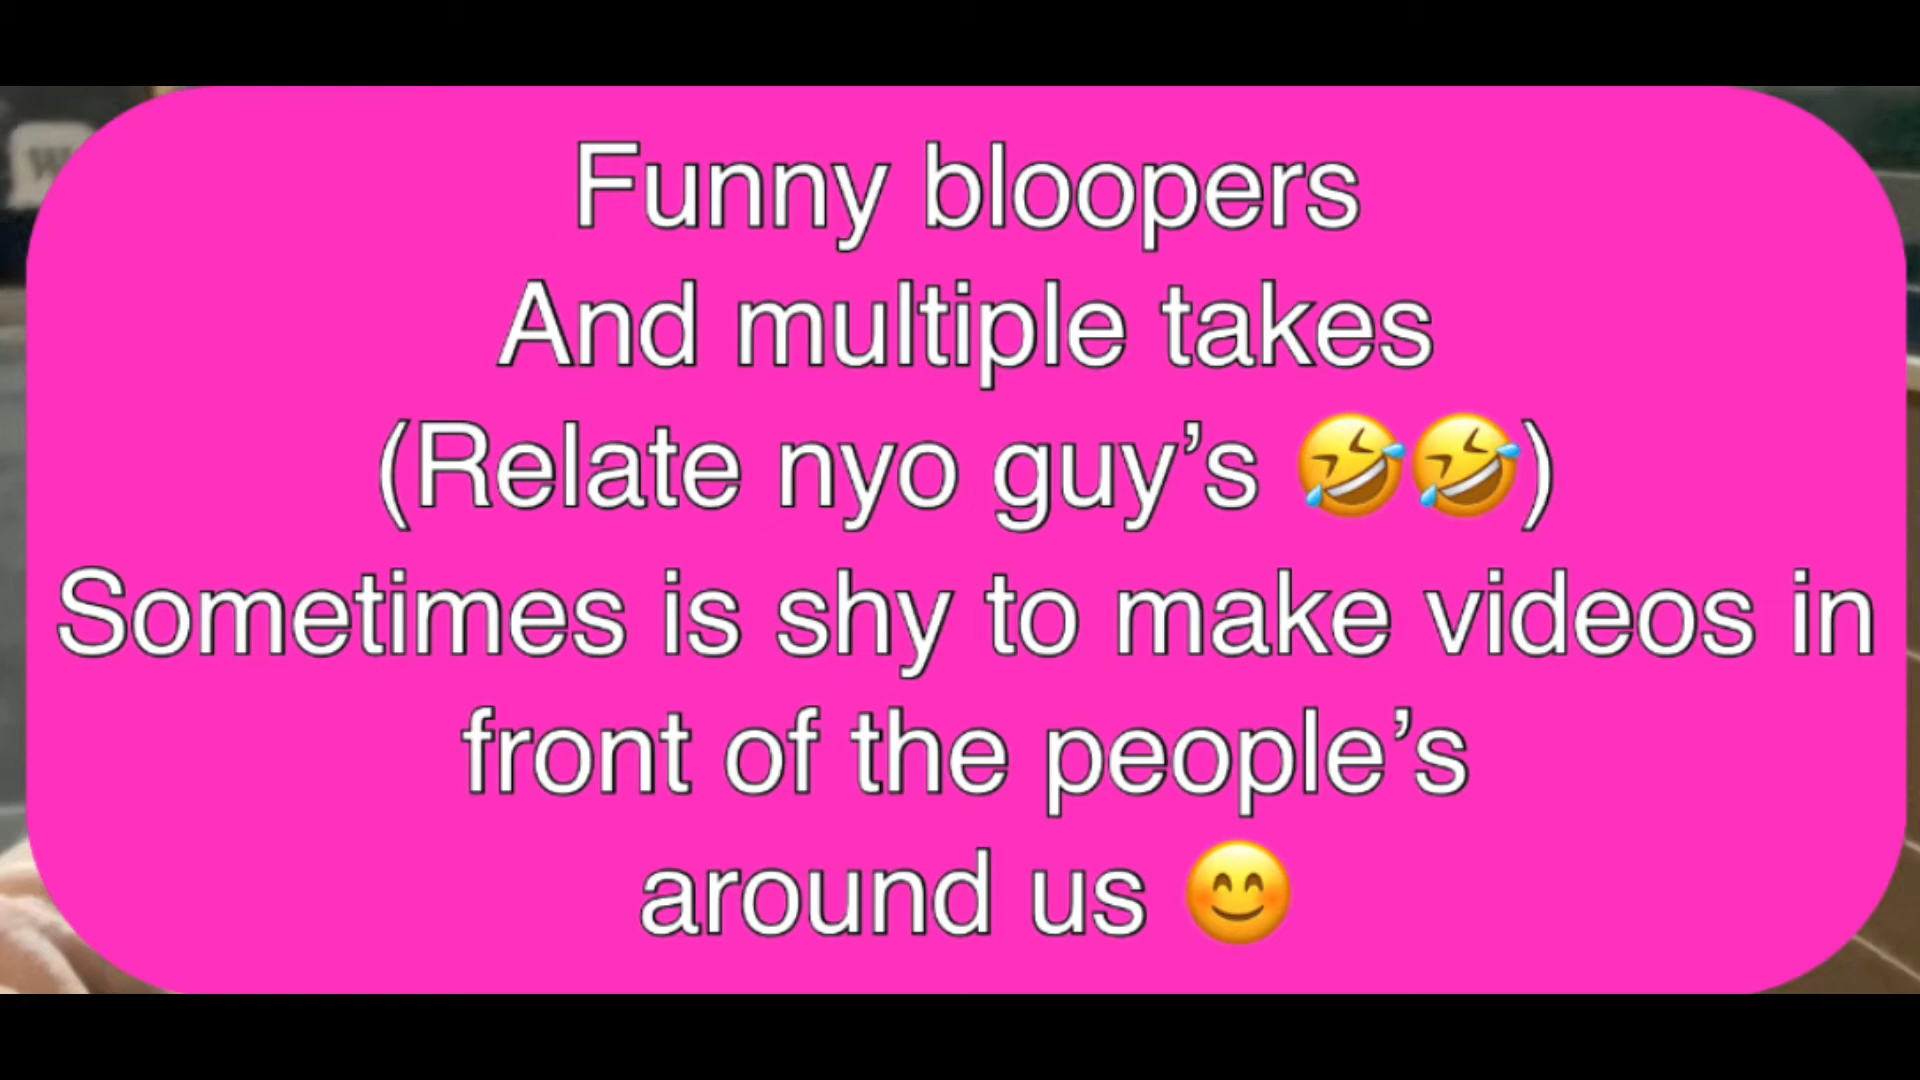 Funny bloopers
And multiple takes
(Relate nyo guy’s 🤣🤣)
Sometimes is shy to make videos in
front of the people’s
around us 😊